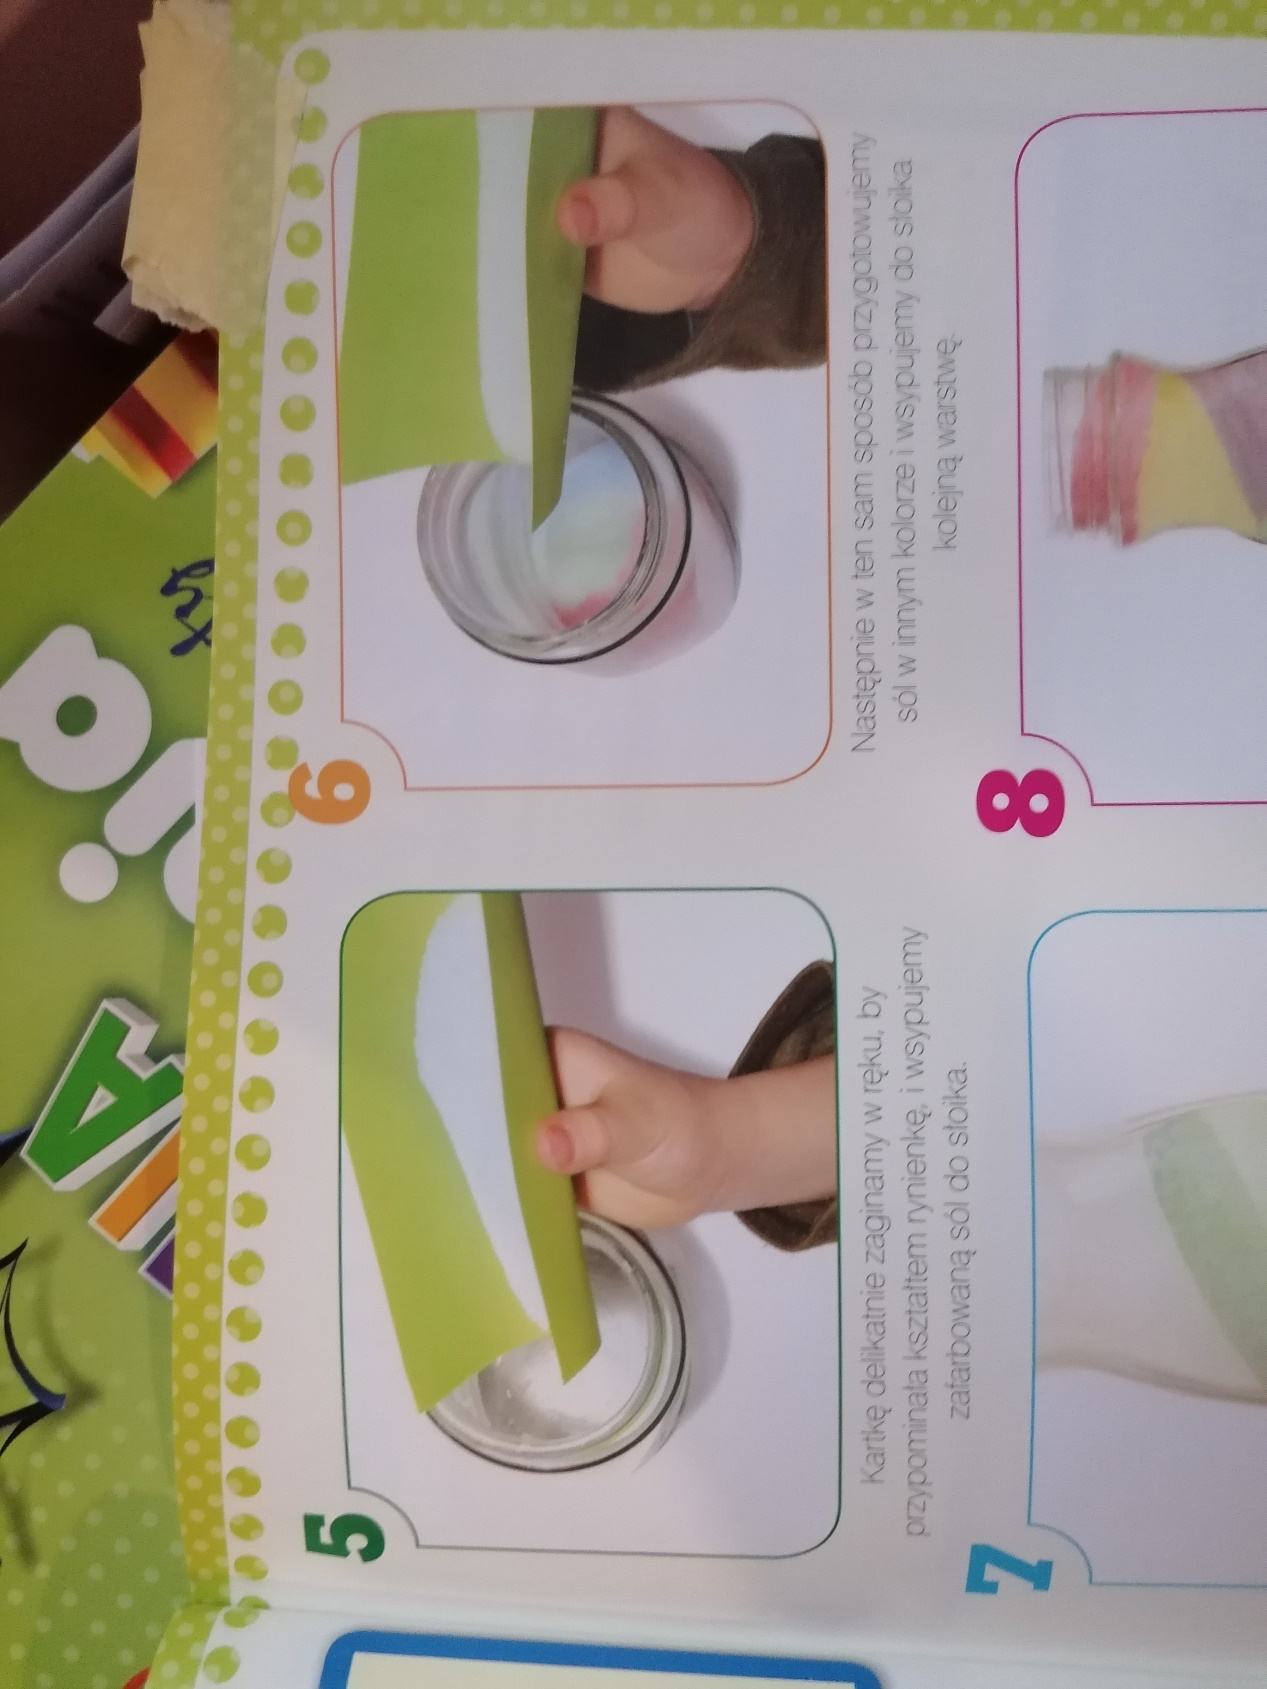 5
Kartkę delikatnie zaginamy w ręku, by
przypominała kształtem rynienkę, i wsypujemy
zafarbowaną sól do słoika.
6
Następnie w ten sam sposób przygotowujemy
sól w innym kolorze i wsypujemy do słoika
kolejną warstwę.
7
8